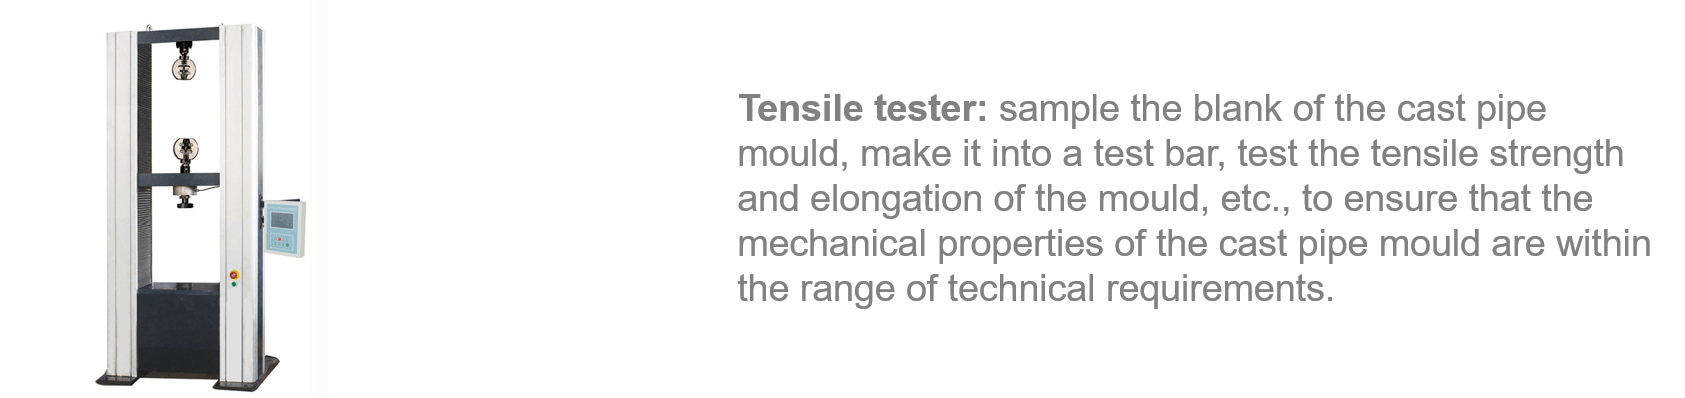 Tensile tester: sample the blank of the cast pipe
mould, make it into a test bar, test the tensile strength
and elongation of the mould, etc., to ensure that the
mechanical properties of the cast pipe mould are within
the range of technical requirements.